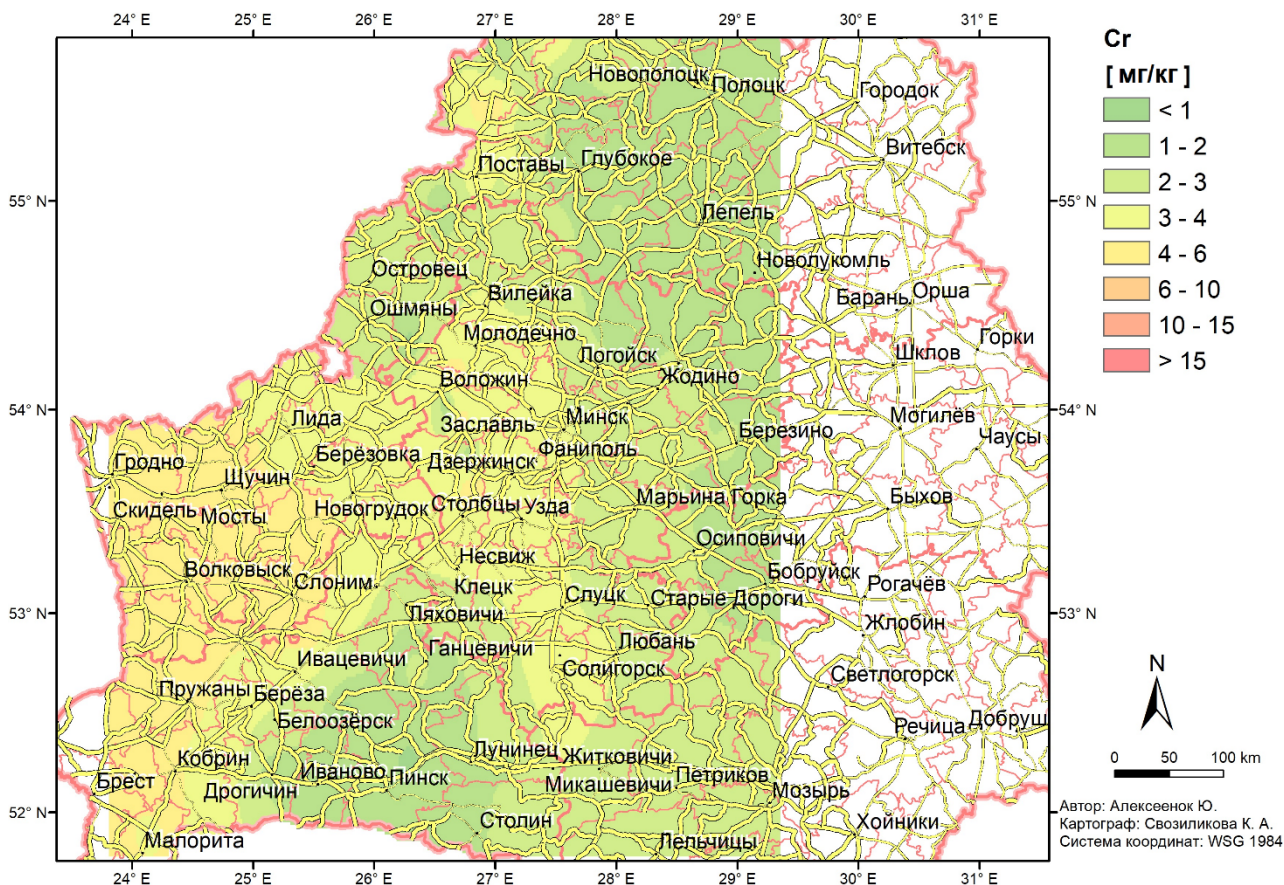 24° E 25° E 26° E 27° E 28° E 29° E 30° E 31° E
Cr
[ мг/кг ]
< 1
1 - 2
2 - 3
3 - 4
4 - 6
6 - 10
10 - 15
> 15
Новополоцк
Полоцк
Городок
Витебск
Поставы
Глубокое
55° N
55° N
Лепель
Новолукомль
Островец
Вилейка
Барань
Орша
Ошмяны
Молодечно
Горки
Логойск
Шклов
Воложин
Жодино
54° N
54° N
Лида
Заславль
Минск
Могилёв
Березино
Чаусы
Гродно
Берёзовка
Дзержинск
Фаниполь
Щучин
Скидель
Мосты
Новогрудок
Столбцы
Узда
Марьина Горка
Быхов
Осиповичи
Несвиж
Волковыск
Слоним
Клецк
Бобруйск
Рогачёв
53° N
53° N
Ляховичи
Слуцк
Старые Дороги
Жлобин
Ивацевичи
Ганцевичи
Любань
Солигорск
Светлогорск
Пружаны
Берёза
Белоозёрск
Речица
Добруш
N
Кобрин
Лунинец
Житковичи
0 50 100 km
Брест
Дрогичин
Иваново
Пинск
Микашевичи
Петриков
Мозырь
52° N
52° N
Малорита
Столин
Лельчицы
Хойники
Автор: Алексеенок Ю.
Картограф: Свозиликова К. А.
Система координат: WSG 1984
24° E 25° E 26° E 27° E 28° E 29° E 30° E 31° E